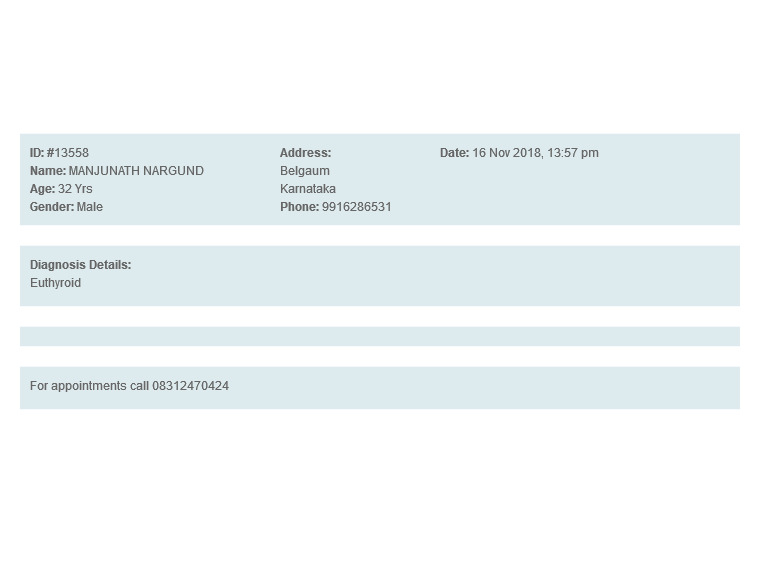 ID: #13558
Name: MANJUNATH NARGUND
Age: 32 Yrs
Gender: Male
Address:
Belgaum
Karnataka
Phone: 9916286531
Date: 16 Nov 2018, 13:57 pm
Diagnosis Details:
Euthyroid
For appointments call 08312470424